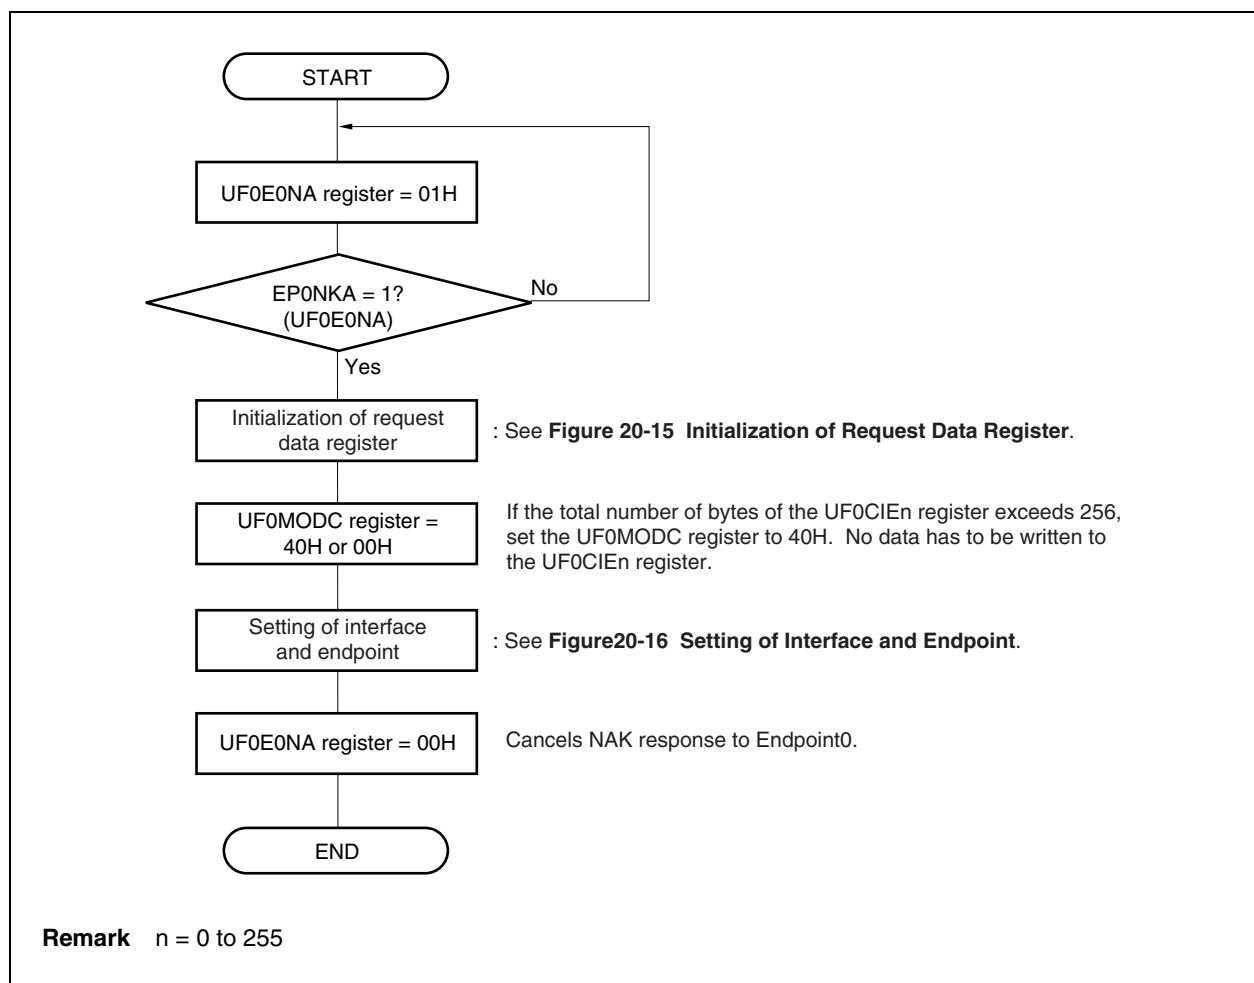 START
UF0E0NA register = 01H
EP0NKA = 1?
(UF0E0NA)
No
Yes
Initialization of request
data register
: See Figure 20-15  Initialization of Request Data Register.
UF0MODC register =
40H or 00H
If the total number of bytes of the UF0CIEn register exceeds 256,
set the UF0MODC register to 40H.  No data has to be written to
the UF0CIEn register.
Setting of interface
and endpoint
: See Figure20-16  Setting of Interface and Endpoint.
UF0E0NA register = 00H
Cancels NAK response to Endpoint0.
END
Remark  n = 0 to 255